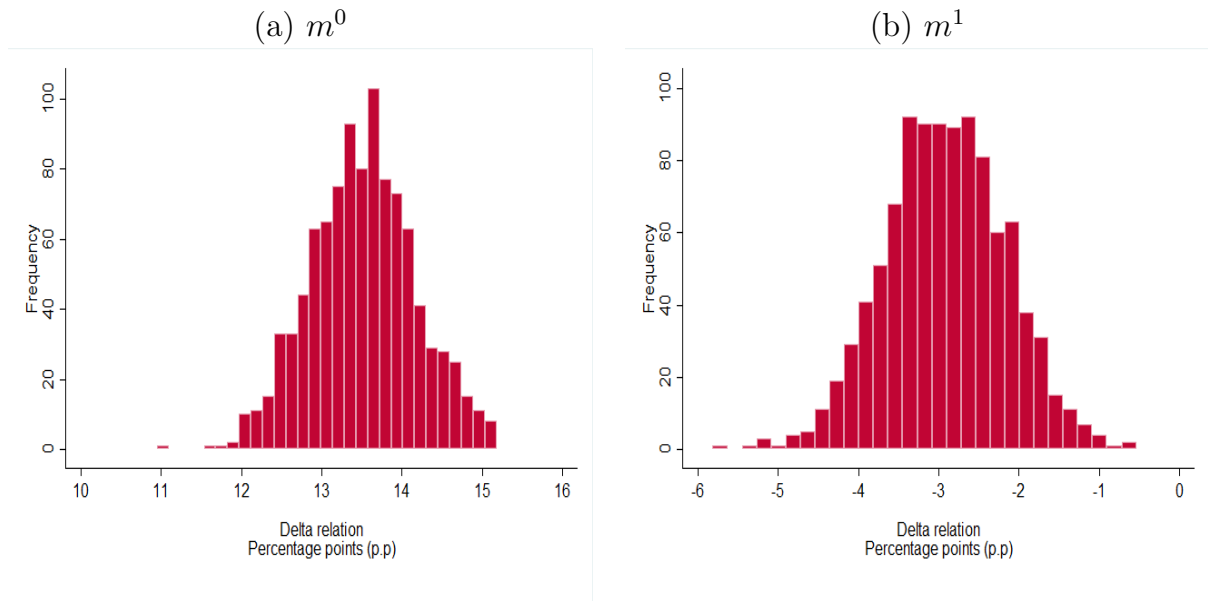 (a) m⁰
Frequency
100
80
60
40
20
0
10 11 12 13 14 15 16
Delta relation
Percentage points (p.p)
(b) m¹
Frequency
100
80
60
40
20
0
-6 -5 -4 -3 -2 -1 0
Delta relation
Percentage points (p.p)